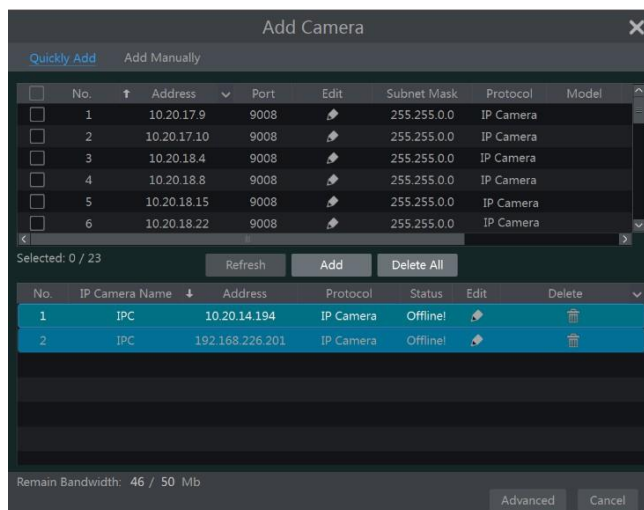 Add Camera
Quickly Add Add Manually
No. Address Port Edit Subnet Mask Protocol Model
1 10.20.17.9 9008 255.255.0.0 IP Camera
2 10.20.17.10 9008 255.255.0.0 IP Camera
3 10.20.18.4 9008 255.255.0.0 IP Camera
4 10.20.18.8 9008 255.255.0.0 IP Camera
5 10.20.18.15 9008 255.255.0.0 IP Camera
6 10.20.18.22 9008 255.255.0.0 IP Camera
Selected: 0 / 23 Refresh Add Delete All
No. IP Camera Name Address Protocol Status Edit Delete
1 IPC 10.20.14.194 IP Camera Offline!
2 IPC 192.168.226.201 IP Camera Offline!
Remain Bandwidth: 46 / 50 Mb
Advanced Cancel